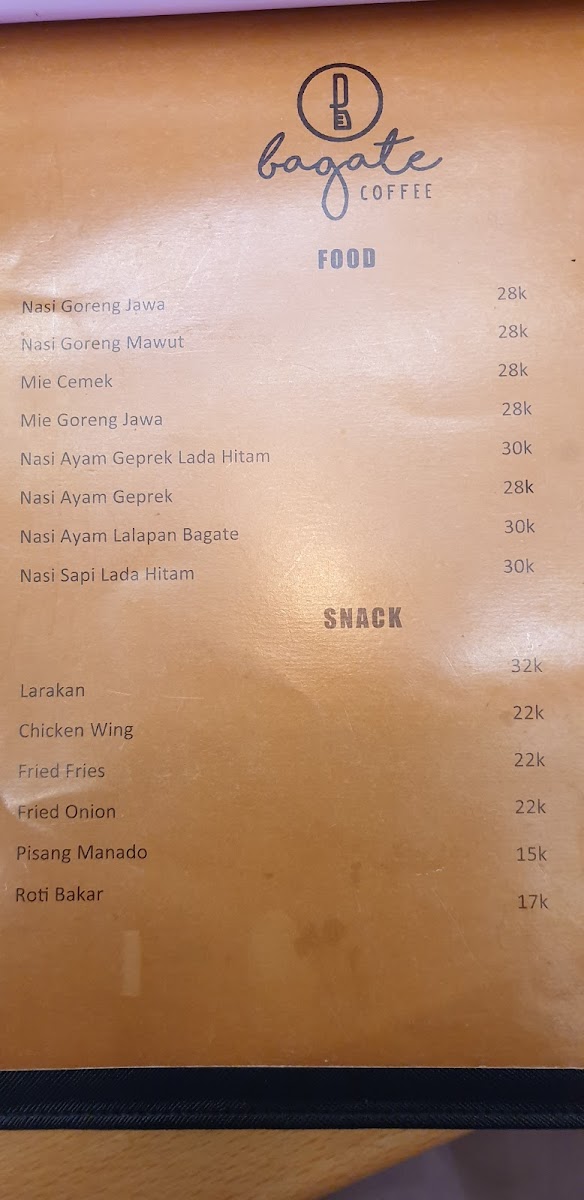 bagate
COFFEE
FOOD
Nasi Goreng Jawa 28k
Nasi Goreng Mawut 28k
Mie Cemek 28k
Mie Goreng Jawa 28k
Nasi Ayam Geprek Lada Hitam 30k
Nasi Ayam Geprek 28k
Nasi Ayam Lalapan Bagate 30k
Nasi Sapi Lada Hitam 30k
SNACK
Larakan 32k
Chicken Wing 22k
Fried Fries 22k
Fried Onion 22k
Pisang Manado 15k
Roti Bakar 17k